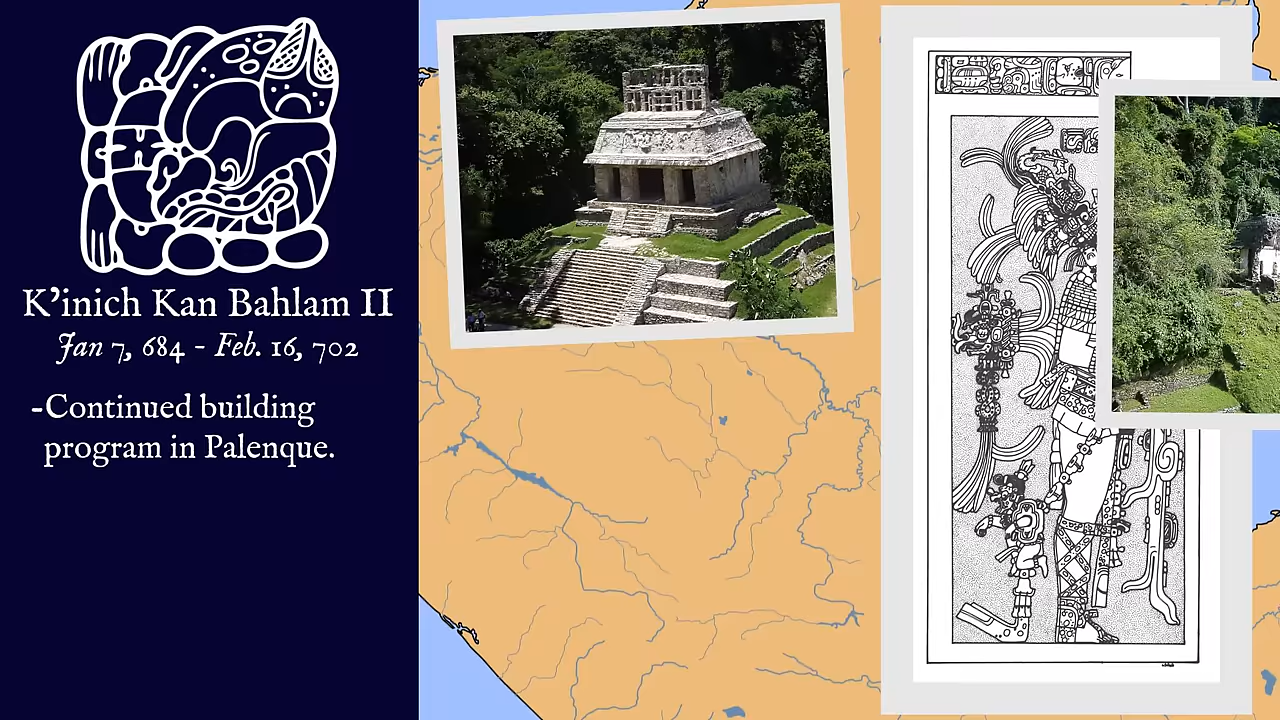 K'inich Kan Bahlam II
Jan 7, 684 - Feb. 16, 702
-Continued building
program in Palenque.